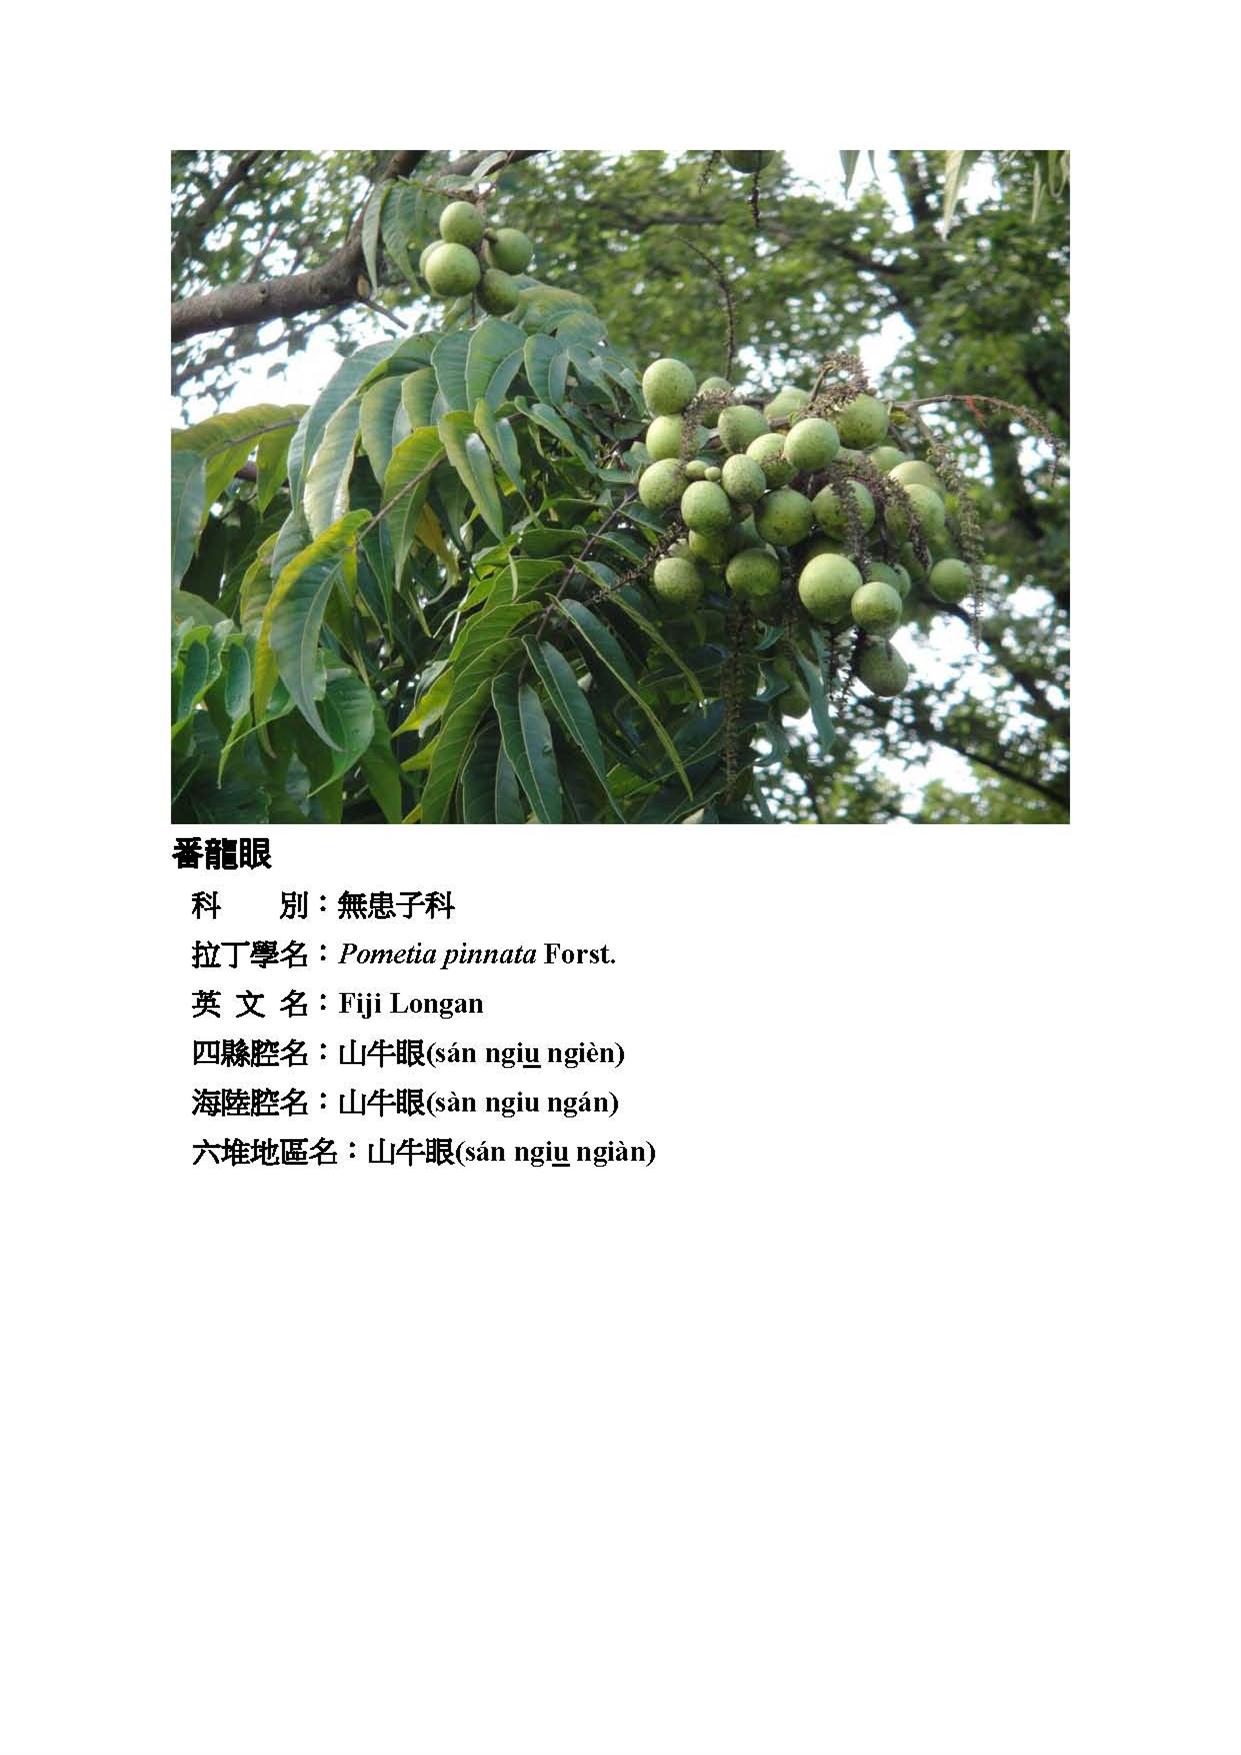 番龍眼
科　　別：無患子科
拉丁學名：Pometia pinnata Forst.
英 文 名：Fiji Longan
四縣腔名：山牛眼(sán ngiu̲ ngièn)
海陸腔名：山牛眼(sàn ngiu ngán)
六堆地區名：山牛眼(sán ngiu̲ ngiàn)